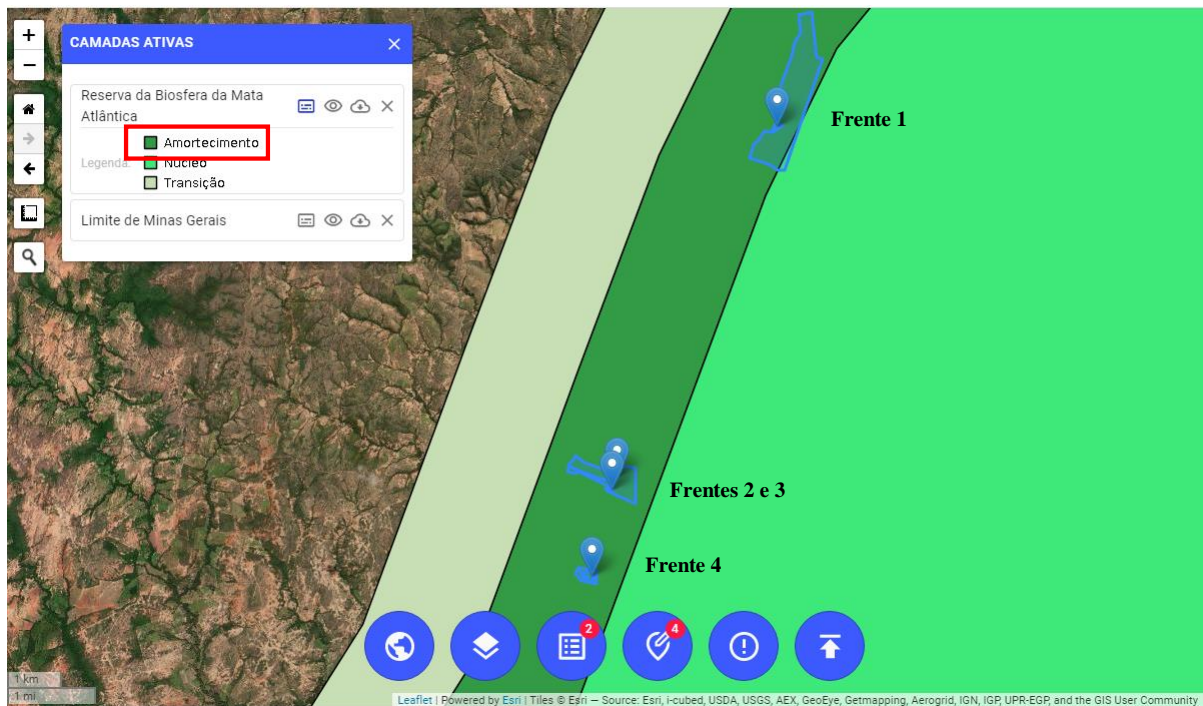 +
−
CAMADAS ATIVAS
Reserva da Biosfera da Mata
Atlântica
Legenda:
Amortecimento
Núcleo
Transição
Limite de Minas Gerais
Frente 1
Frentes 2 e 3
Frente 4
2
4
1 km
1 mi
Leaflet | Powered by Esri | Tiles © Esri — Source: Esri, i-cubed, USDA, USGS, AEX, GeoEye, Getmapping, Aerogrid, IGN, IGP, UPR-EGP, and the GIS User Community